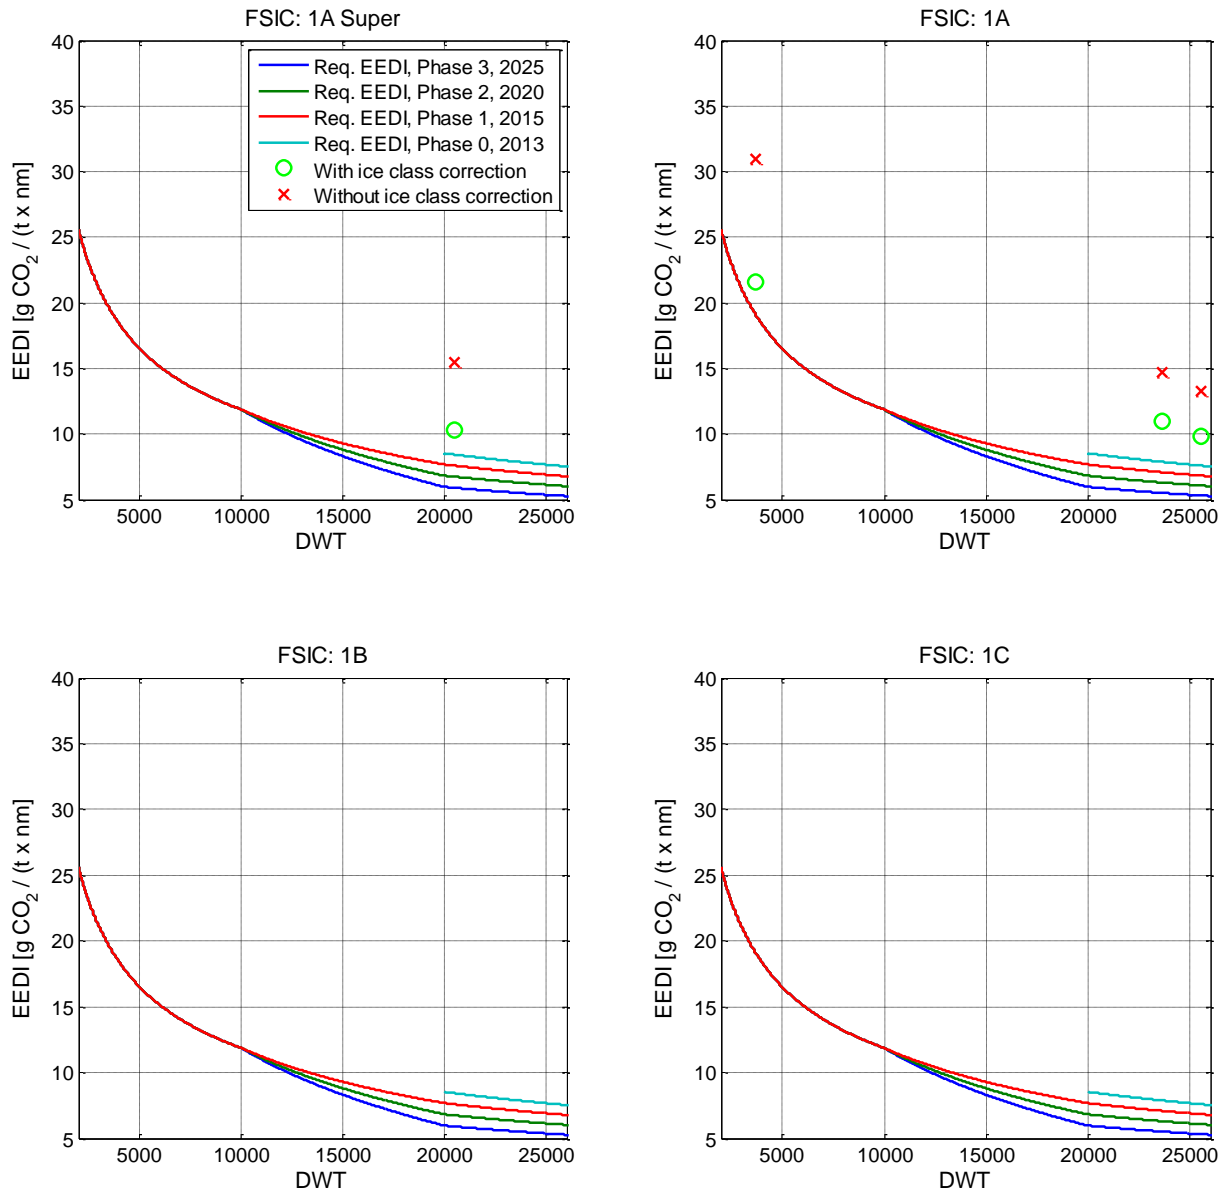 FSIC: 1A Super
40
35
30
25
20
15
10
5
5000 10000 15000 20000 25000
DWT
EEDI [g CO2 / (t x nm]
Req. EEDI, Phase 3, 2025
Req. EEDI, Phase 2, 2020
Req. EEDI, Phase 1, 2015
Req. EEDI, Phase 0, 2013
With ice class correction
Without ice class correction
FSIC: 1A
40
35
30
25
20
15
10
5
5000 10000 15000 20000 25000
DWT
EEDI [g CO2 / (t x nm]
FSIC: 1B
40
35
30
25
20
15
10
5
5000 10000 15000 20000 25000
DWT
EEDI [g CO2 / (t x nm]
FSIC: 1C
40
35
30
25
20
15
10
5
5000 10000 15000 20000 25000
DWT
EEDI [g CO2 / (t x nm]